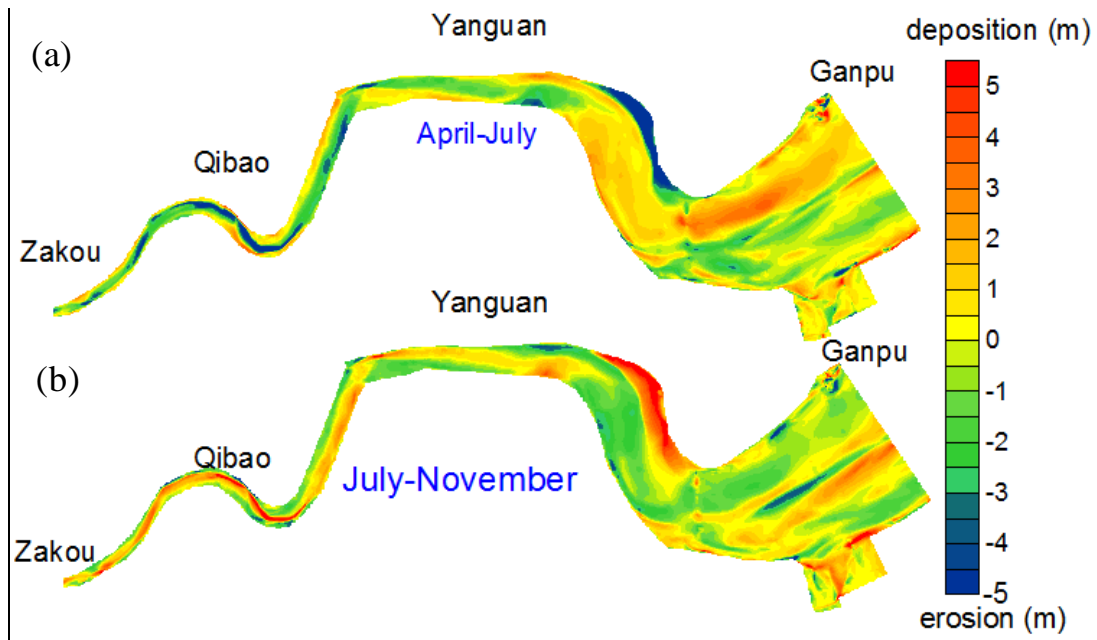 Yanguan
deposition (m)
(a)
Ganpu
5
April-July
4
Qibao
3
2
Zakou
1
0
Yanguan
-1
Ganpu
(b)
-2
Qibao
-3
July-November
-4
Zakou
-5
erosion (m)